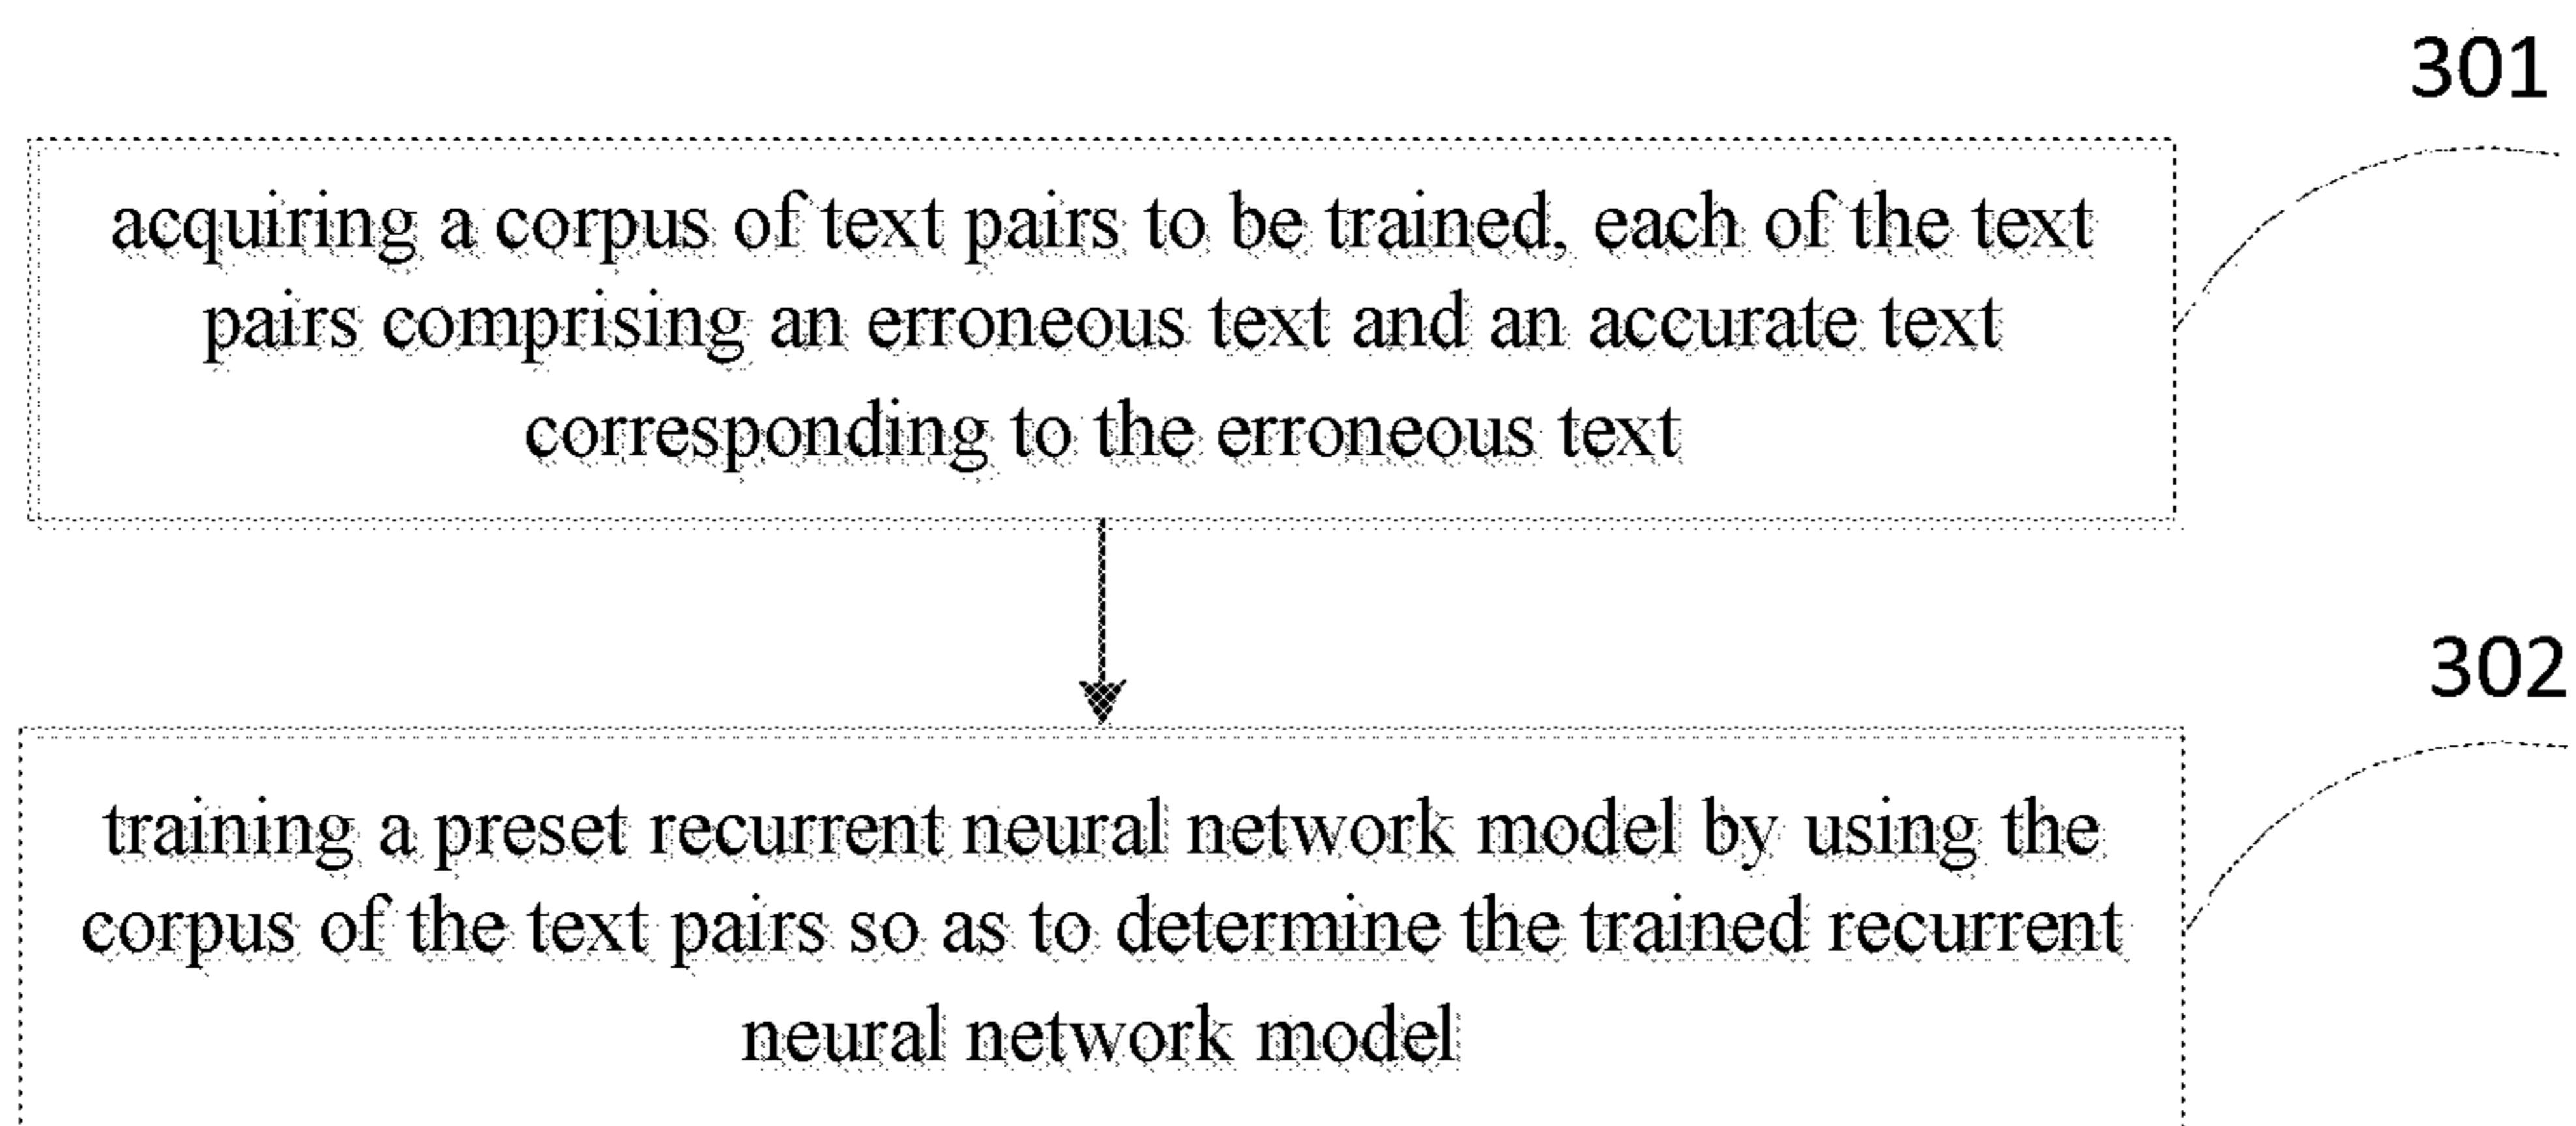 301
acquiring a corpus of text pairs to be trained, each of the text
pairs comprising an erroneous text and an accurate text
corresponding to the erroneous text
302
training a preset recurrent neural network model by using the
corpus of the text pairs so as to determine the trained recurrent
neural network model